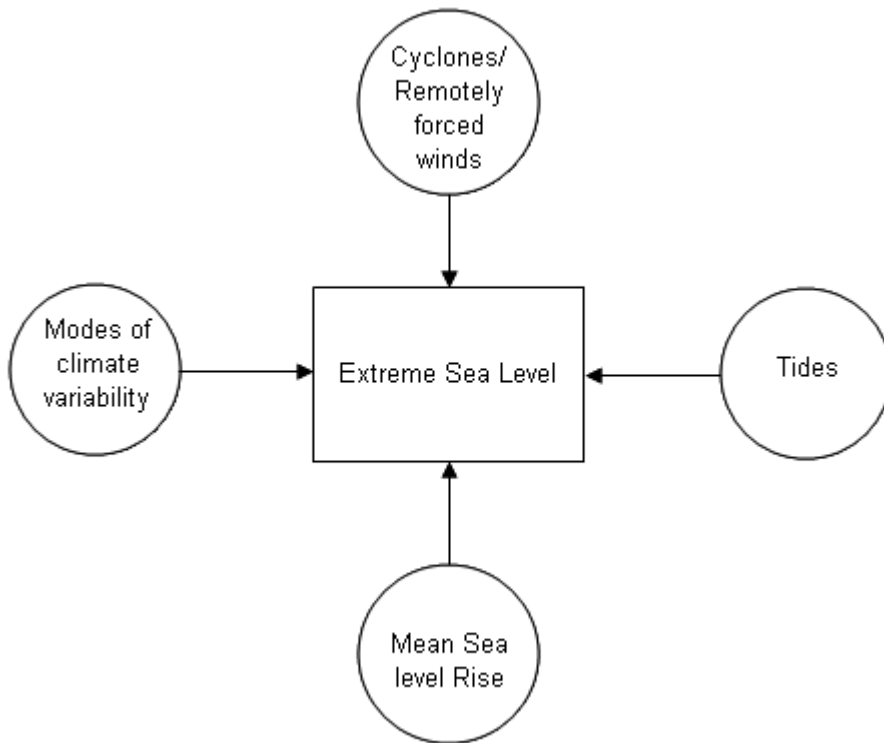 Cyclones/
Remotely
forced
winds
Modes of
climate
variability
Extreme Sea Level
Tides
Mean Sea
level Rise